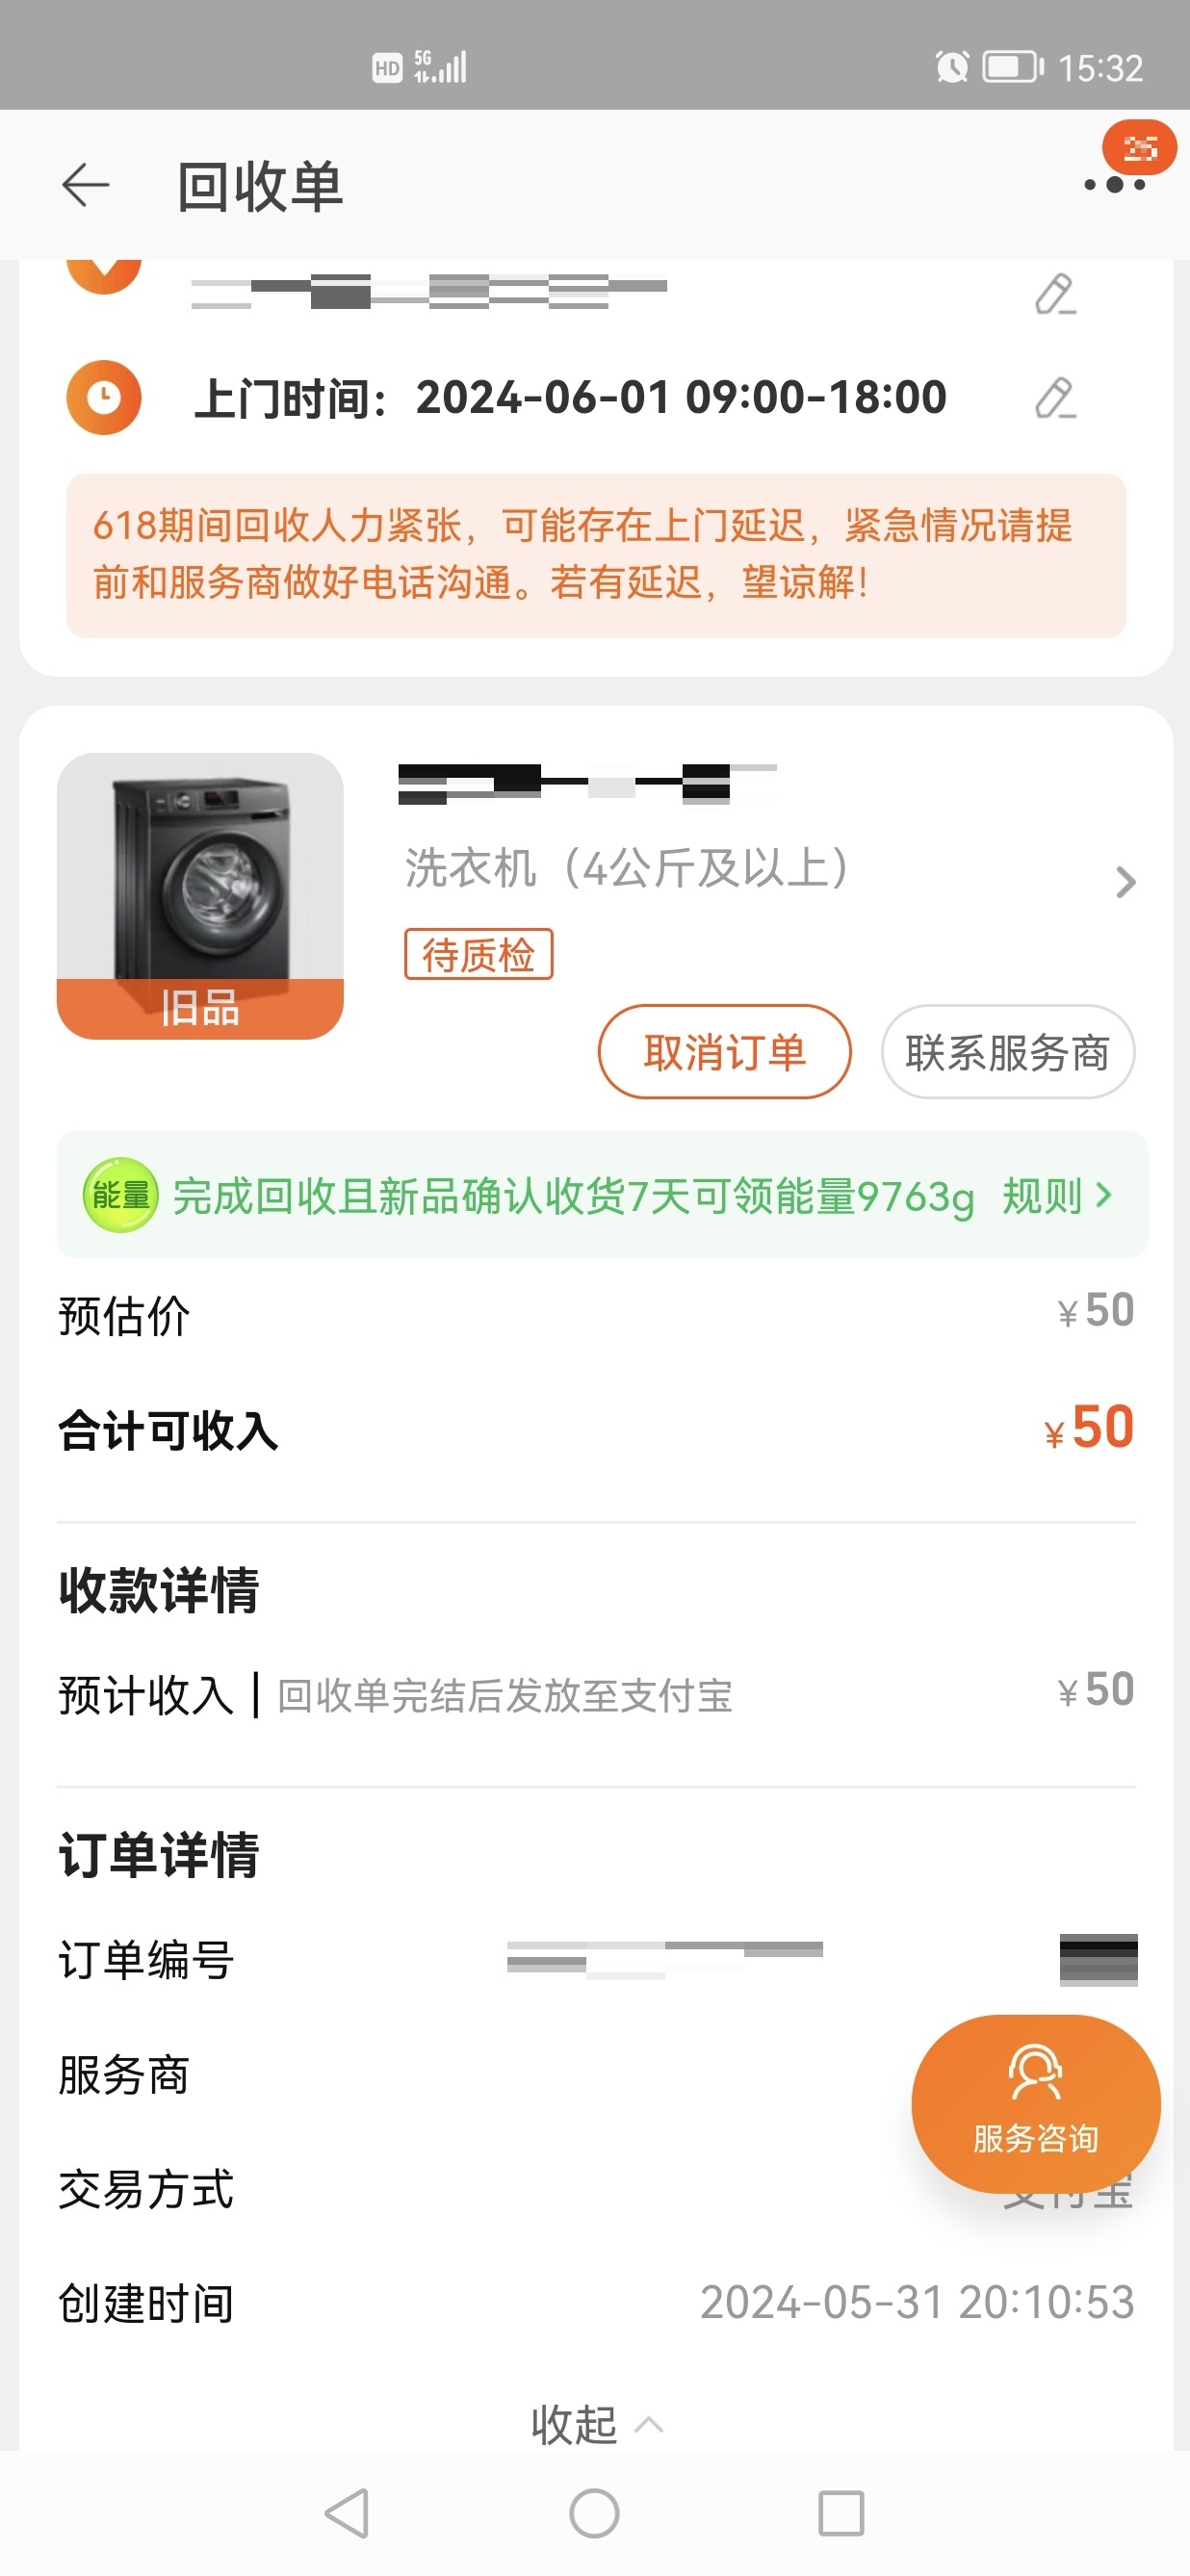 HD 5G 15:32
回收单
上门时间：2024-06-01 09:00-18:00
618期间回收人力紧张，可能存在上门延迟，紧急情况请提
前和服务商做好电话沟通。若有延迟，望谅解！
洗衣机（4公斤及以上）
待质检
旧品
取消订单 联系服务商
能量 完成回收且新品确认收货7天可领能量9763g 规则
预估价 ¥50
合计可收入 ¥50
收款详情
预计收入 | 回收单完结后发放至支付宝 ¥50
订单详情
订单编号
服务商
服务咨询
交易方式 支付宝
创建时间 2024-05-31 20:10:53
收起